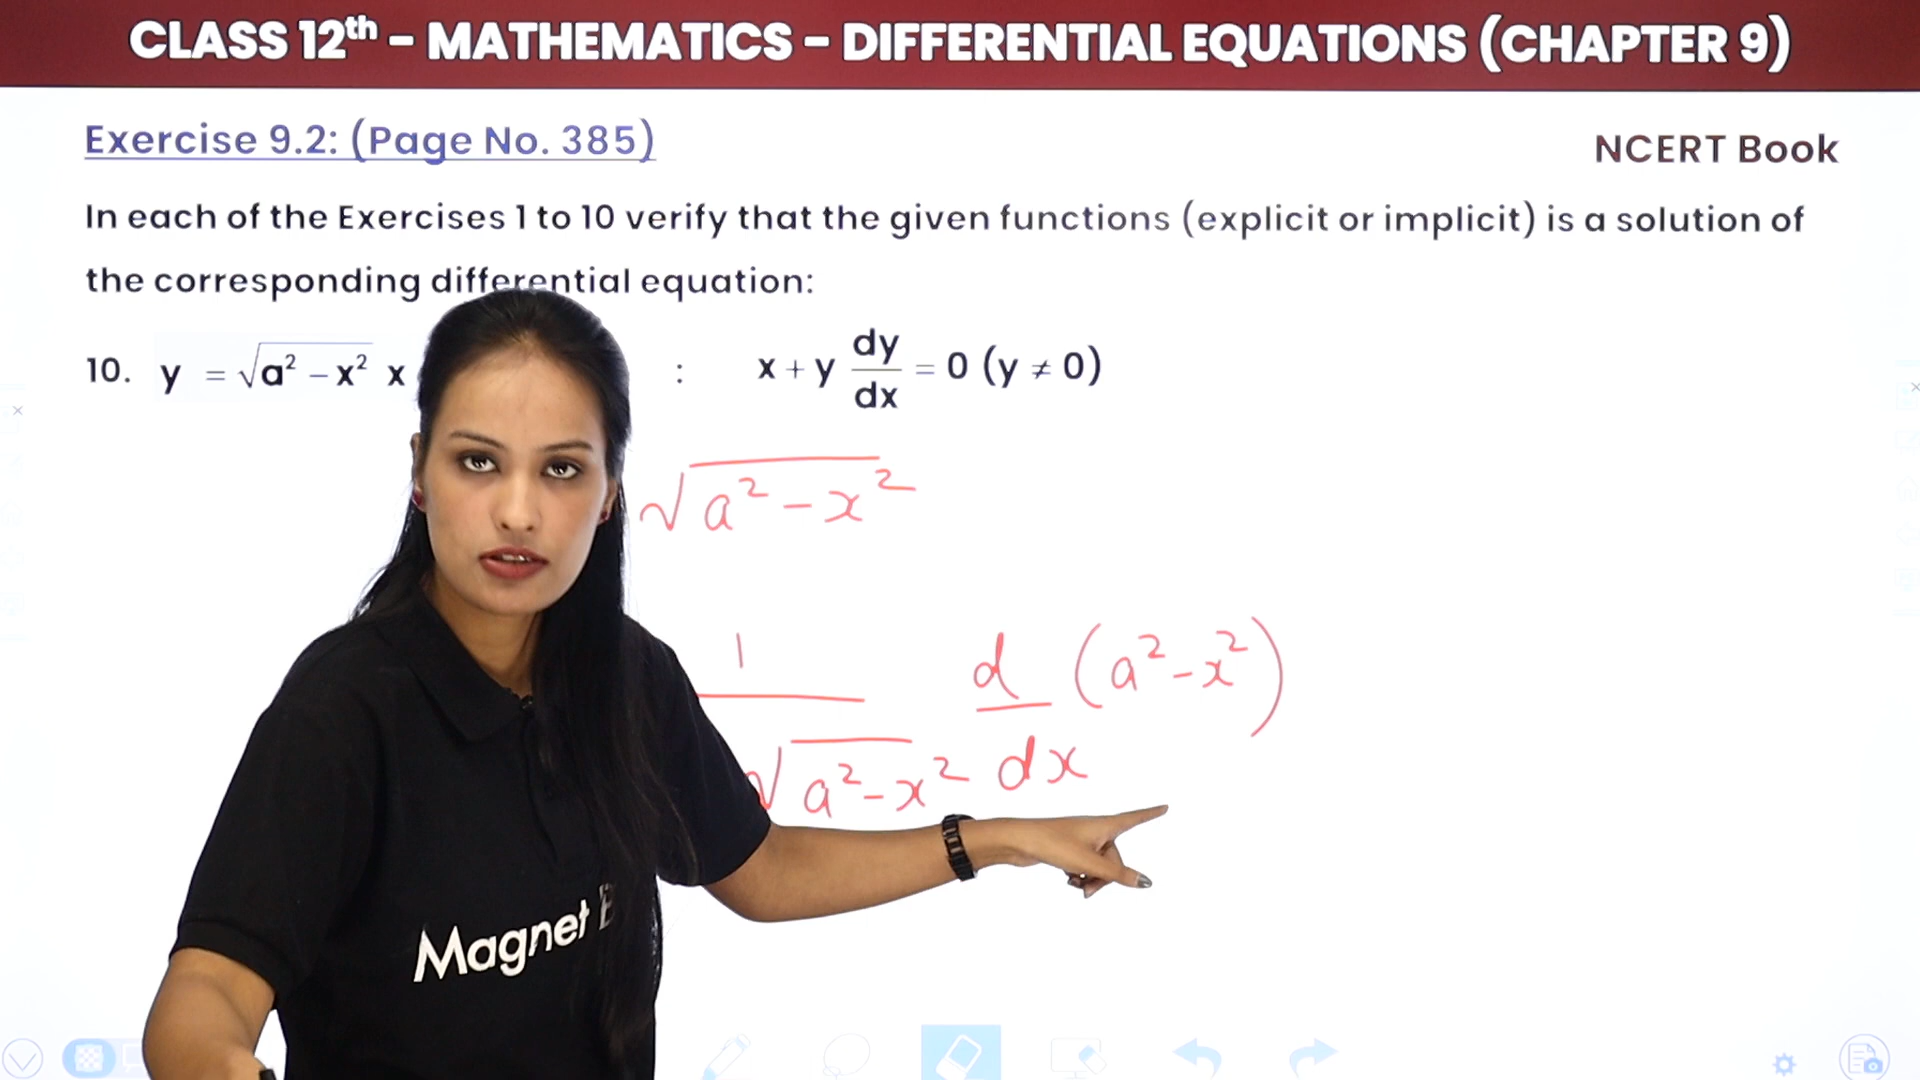 CLASS 12th – MATHEMATICS – DIFFERENTIAL EQUATIONS (CHAPTER 9)
Exercise 9.2: (Page No. 385)
NCERT Book
In each of the Exercises 1 to 10 verify that the given functions (explicit or implicit) is a solution of
the corresponding differential equation:
10. y = √a² – x² x : x + y dy/dx = 0 (y ≠ 0)
√a² – x²
1/√a²-x² d/dx (a²-x²)
Magnet